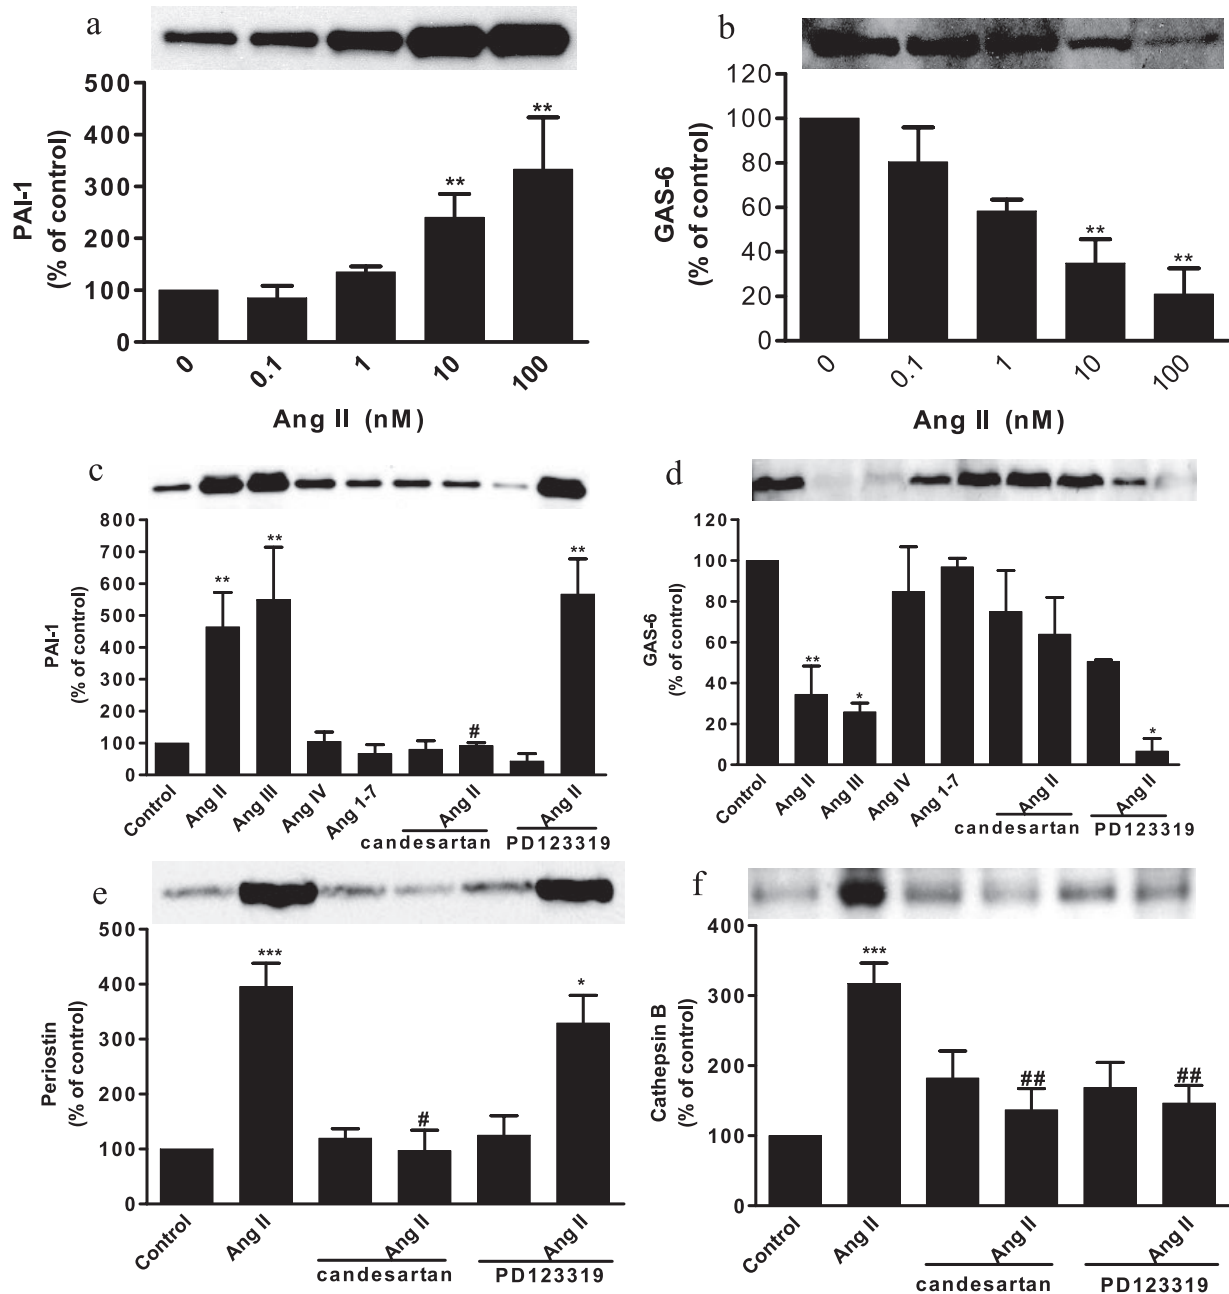 a
500
400
300
200
100
0
PAI-1
(% of control)
**
**
0 0.1 1 10 100
Ang II (nM)
b
120
100
80
60
40
20
0
GAS-6
(% of control)
**
**
0 0.1 1 10 100
Ang II (nM)
c
800
700
600
500
400
300
200
100
0
PAI-1
(% of control)
**
**
#
**
Control Ang II Ang III Ang IV Ang 1-7 Ang II Ang II
candesartan PD123319
d
120
100
80
60
40
20
0
GAS-6
(% of control)
**
*
*
Control Ang II Ang III Ang IV Ang 1-7 Ang II Ang II
candesartan PD123319
e
500
400
300
200
100
0
Periostin
(% of control)
***
#
*
Control Ang II Ang II Ang II
candesartan PD123319
f
400
300
200
100
0
Cathepsin B
(% of control)
***
##
##
Control Ang II Ang II Ang II
candesartan PD123319